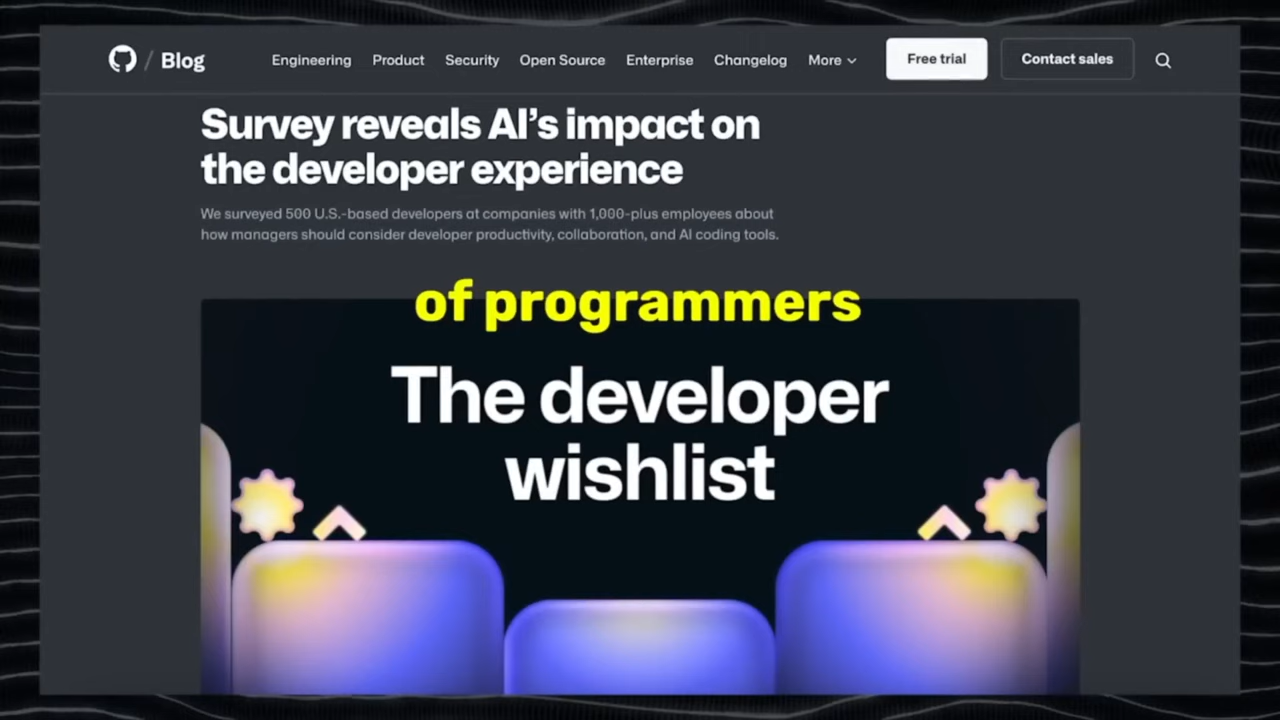 / Blog Engineering Product Security Open Source Enterprise Changelog More Free trial Contact sales
Survey reveals AI’s impact on
the developer experience
We surveyed 500 U.S.-based developers at companies with 1,000-plus employees about
how managers should consider developer productivity, collaboration, and AI coding tools.
of programmers
The developer
wishlist